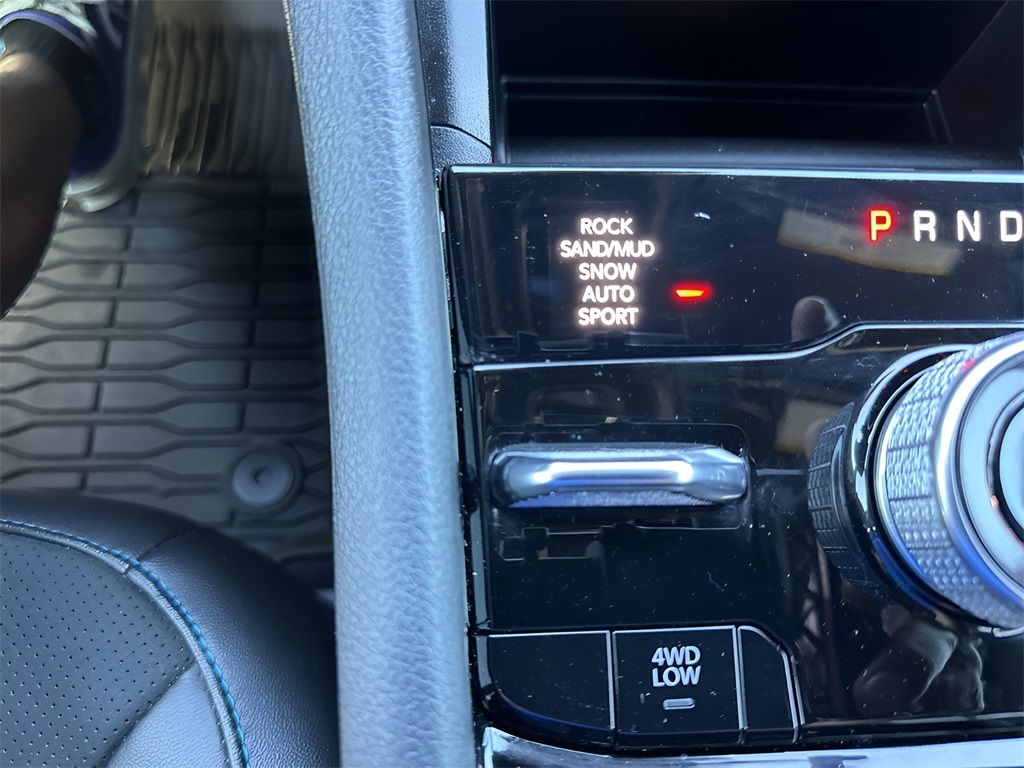 ROCK
SAND/MUD
SNOW
AUTO
SPORT
P R N D
4WD
LOW